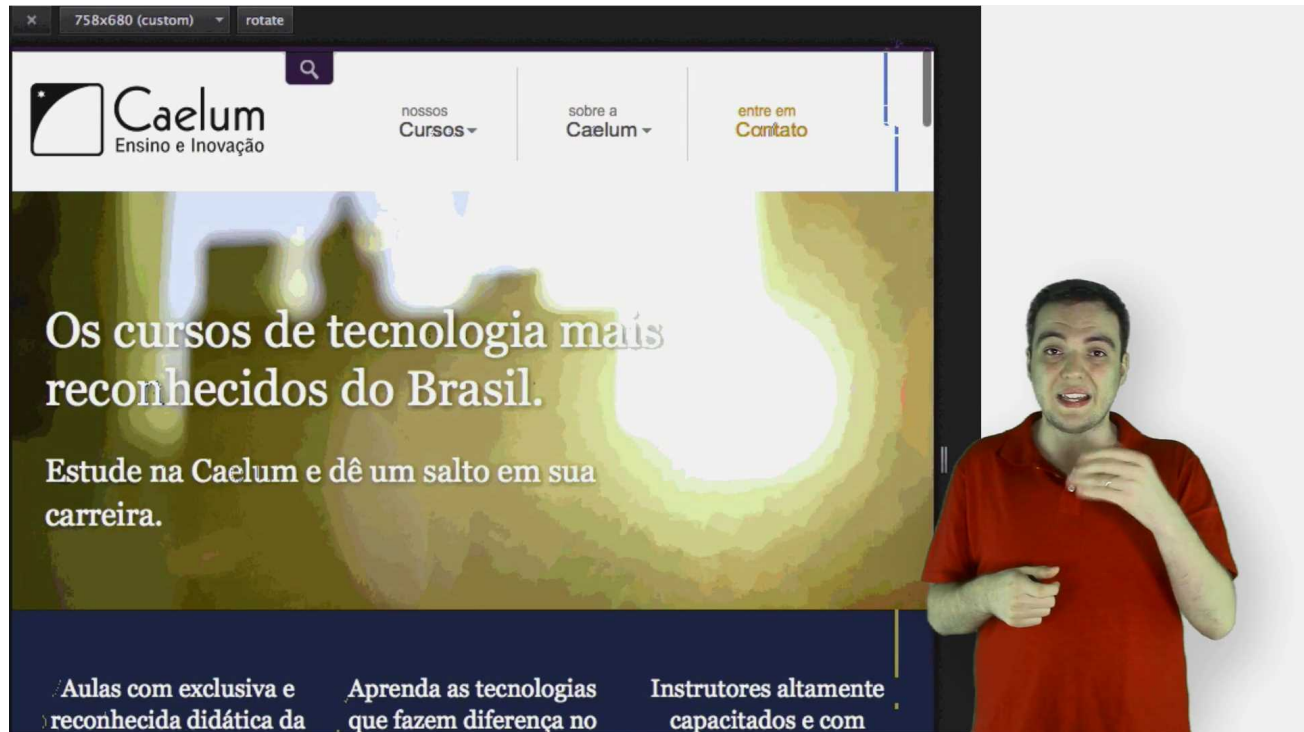 × 758x680 (custom) rotate
Caelum
Ensino e Inovação
nossos
Cursos
sobre a
Caelum
entre em
Contato
Os cursos de tecnologia mais
reconhecidos do Brasil.
Estude na Caelum e dê um salto em sua
carreira.
Aulas com exclusiva e
reconhecida didática da
Aprenda as tecnologias
que fazem diferença no
Instrutores altamente
capacitados e com